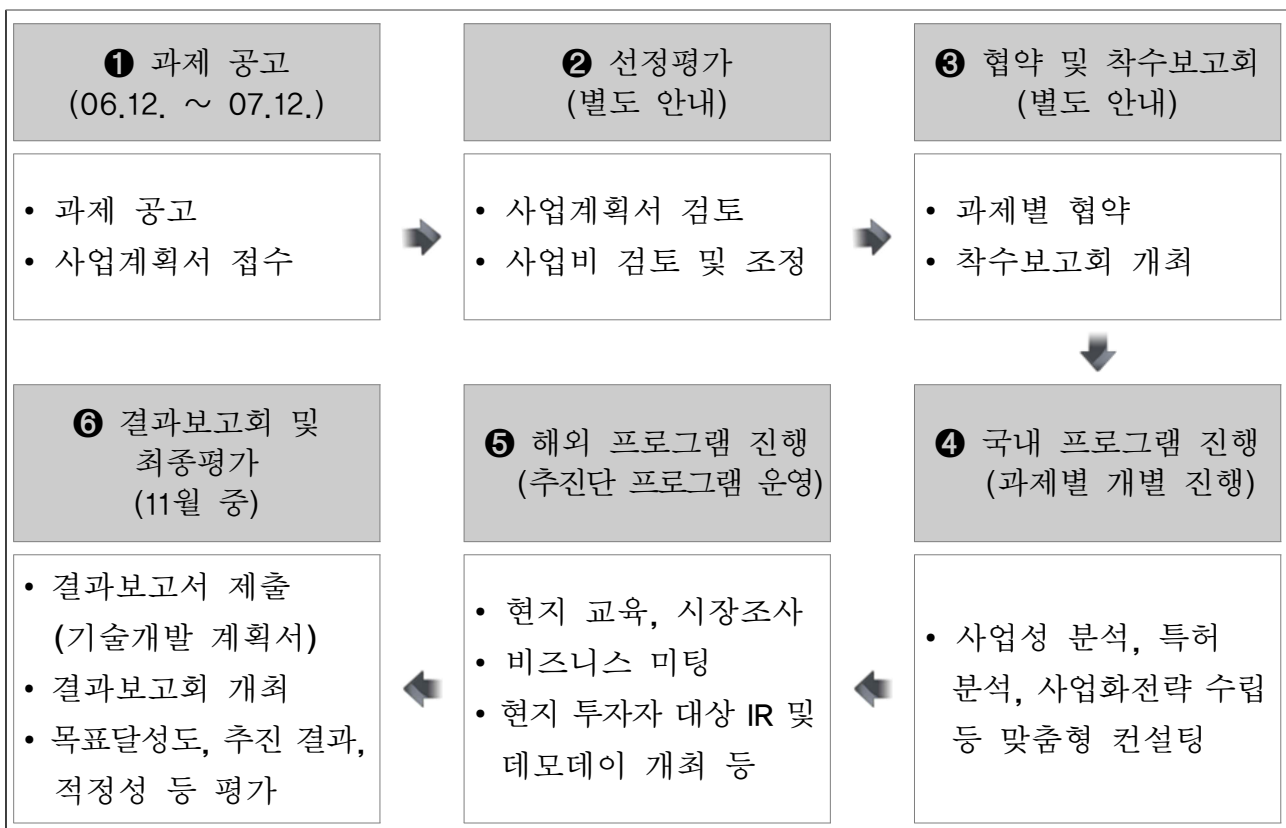 ❶ 과제 공고
(06.12. ~ 07.12.)
• 과제 공고
• 사업계획서 접수
❷ 선정평가
(별도 안내)
• 사업계획서 검토
• 사업비 검토 및 조정
❸ 협약 및 착수보고회
(별도 안내)
• 과제별 협약
• 착수보고회 개최
❹ 국내 프로그램 진행
(과제별 개별 진행)
• 사업성 분석, 특허
분석, 사업화전략 수립
등 맞춤형 컨설팅
❺ 해외 프로그램 진행
(추진단 프로그램 운영)
• 현지 교육, 시장조사
• 비즈니스 미팅
• 현지 투자자 대상 IR 및
데모데이 개최 등
❻ 결과보고회 및
최종평가
(11월 중)
• 결과보고서 제출
(기술개발 계획서)
• 결과보고회 개최
• 목표달성도, 추진 결과,
적정성 등 평가